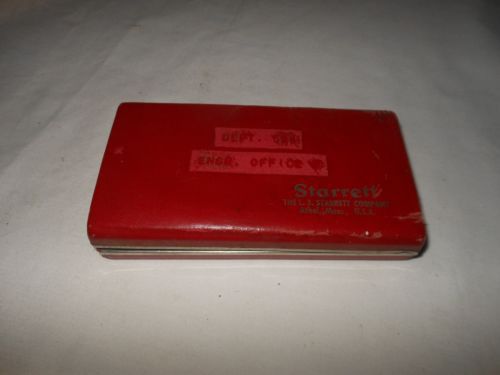 DEPT.
ENGR. OFFICE
Starrett
THE L. S. STARRETT COMPANY
Athol, Mass., U.S.A.